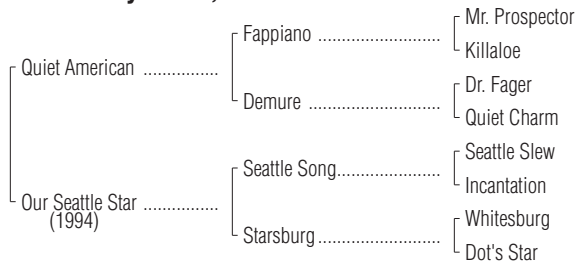 Mr. Prospector
Fappiano ........................
Killaloe
Quiet American ...............
Dr. Fager
Demure ..........................
Quiet Charm
Seattle Slew
Seattle Song.....................
Incantation
Our Seattle Star ...............
(1994)
Whitesburg
Starsburg.........................
Dot's Star